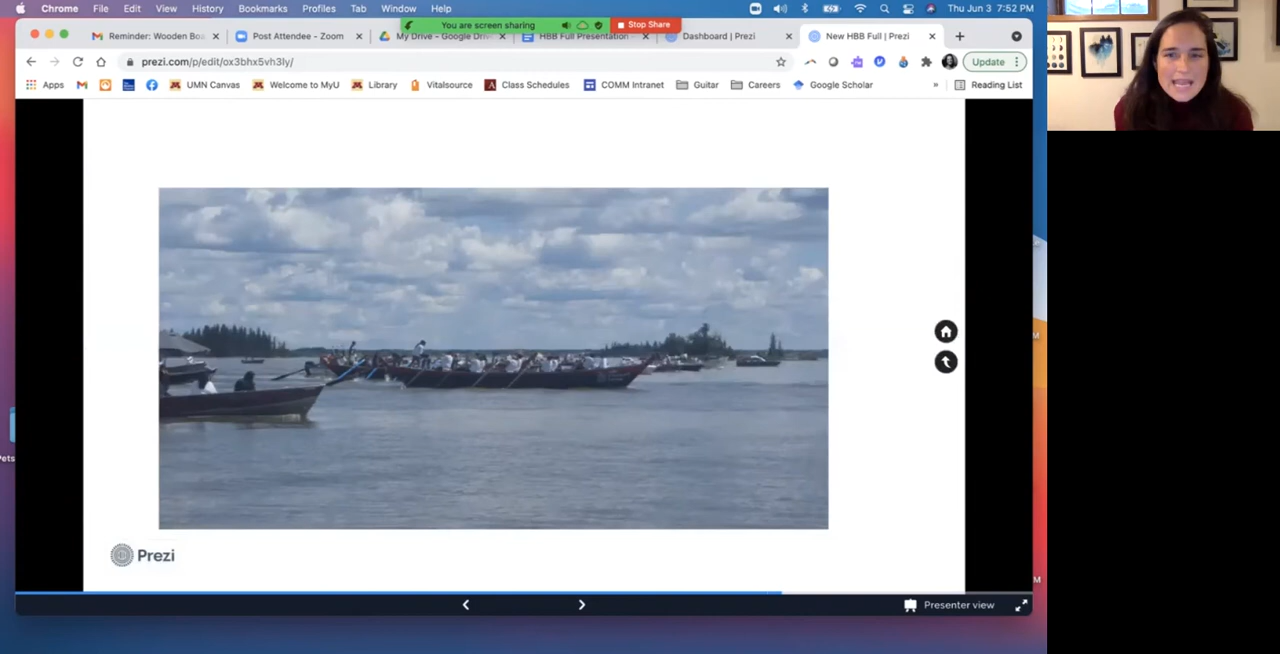 Chrome File Edit View History Bookmarks Profiles Tab Window Help Thu Jun 3 7:52 PM
You are screen sharing Stop Share
Reminder: Wooden Boa Post Attendee - Zoom My Drive - Google Drive HBB Full Presentation - Dashboard | Prezi New HBB Full | Prezi
prezi.com/p/edit/ox3bhx5vh3ly/ Update
Apps UMN Canvas Welcome to MyU Library Vitalsource Class Schedules COMM Intranet Guitar Careers Google Scholar » Reading List
Pets
Prezi
Presenter view